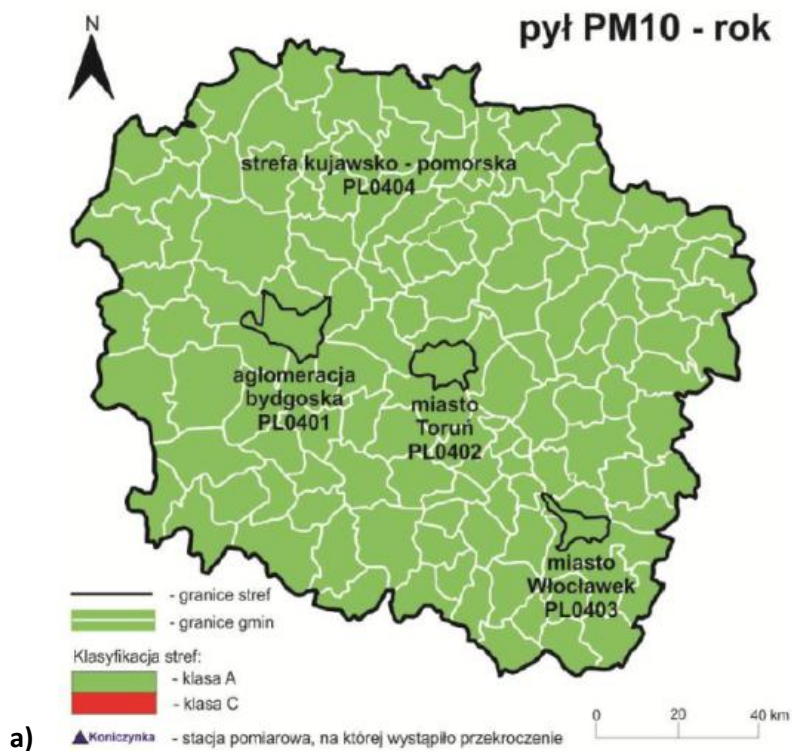 N
pył PM10 - rok
strefa kujawsko - pomorska
PL0404
aglomeracja
bydgoska
PL0401
miasto
Toruń
PL0402
miasto
Włocławek
PL0403
- granice stref
- granice gmin
Klasyfikacja stref:
- klasa A
- klasa C
Koniczynka - stacja pomiarowa, na której wystąpiło przekroczenie
0 20 40 km
a)